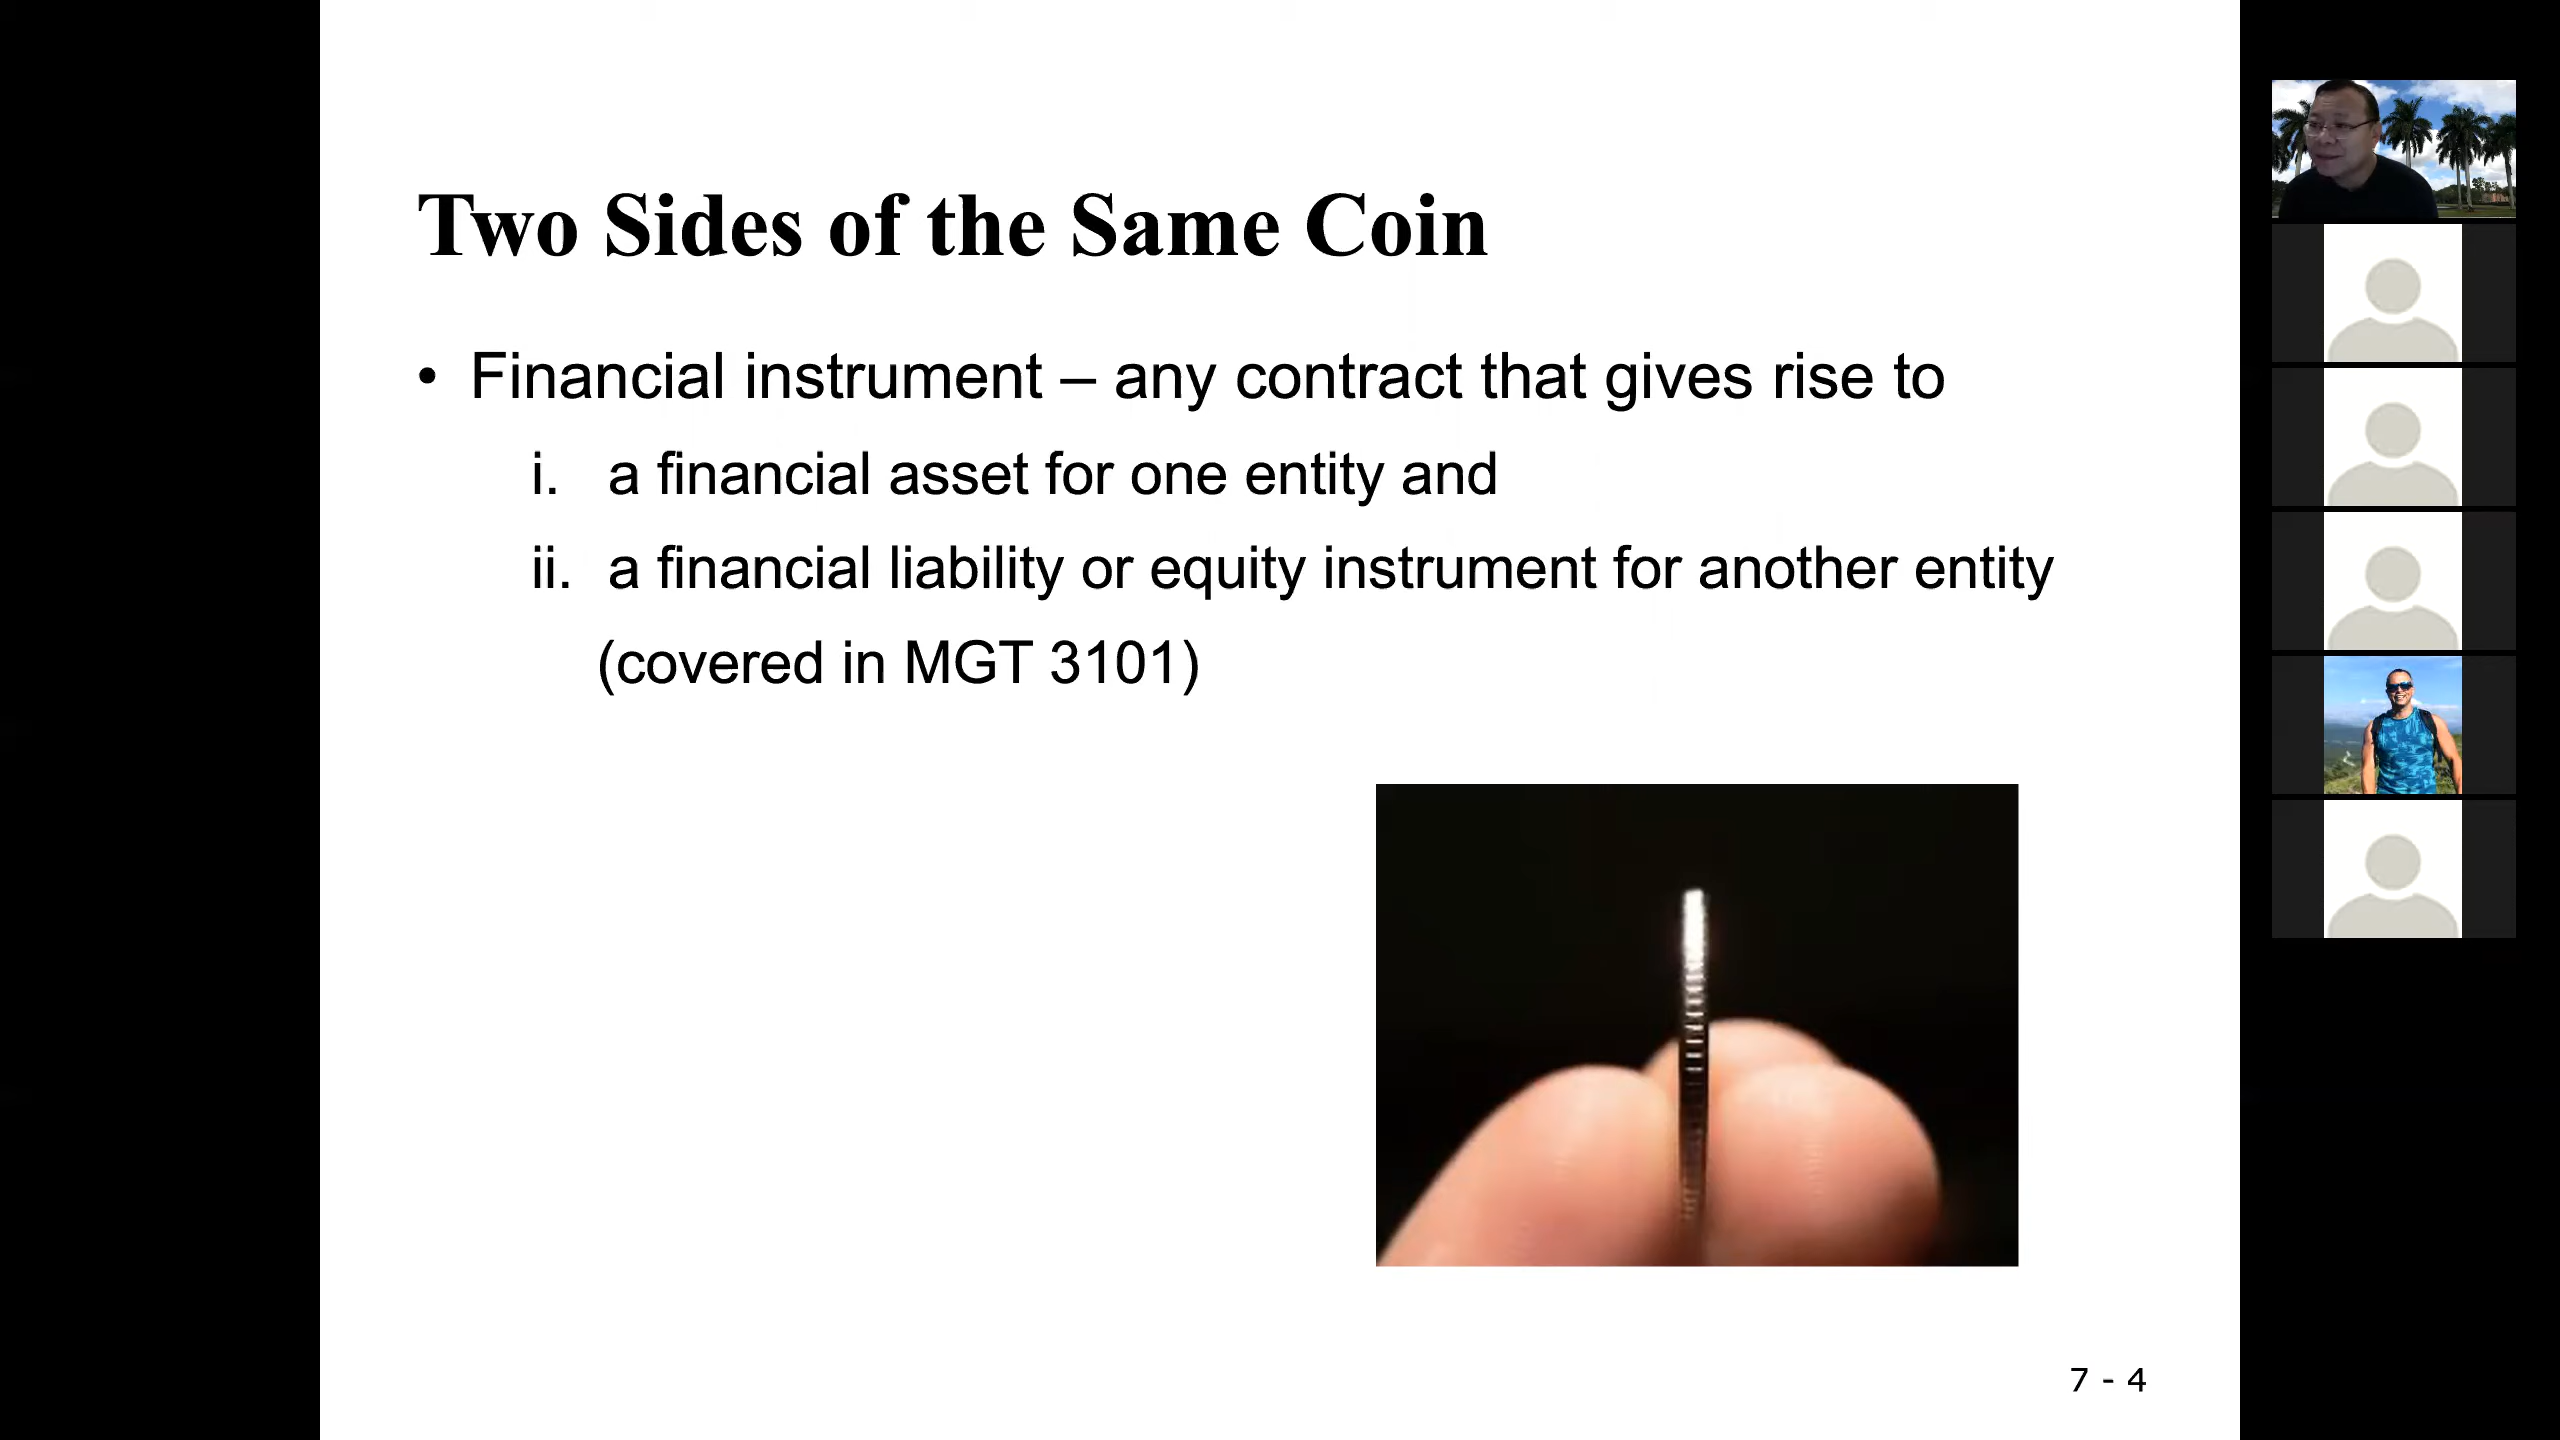 Two Sides of the Same Coin
• Financial instrument – any contract that gives rise to
i. a financial asset for one entity and
ii. a financial liability or equity instrument for another entity
(covered in MGT 3101)
7 - 4